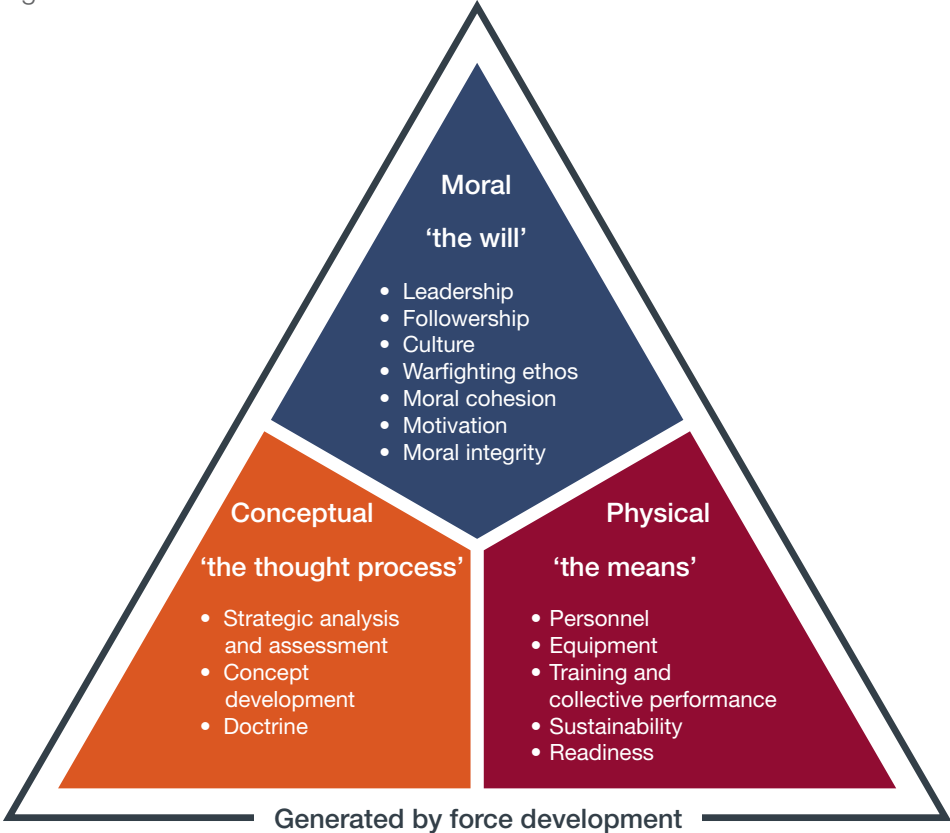 Moral
‘the will’
• Leadership
• Followership
• Culture
• Warfighting ethos
• Moral cohesion
• Motivation
• Moral integrity
Conceptual
‘the thought process’
• Strategic analysis
and assessment
• Concept
development
• Doctrine
Physical
‘the means’
• Personnel
• Equipment
• Training and
collective performance
• Sustainability
• Readiness
Generated by force development